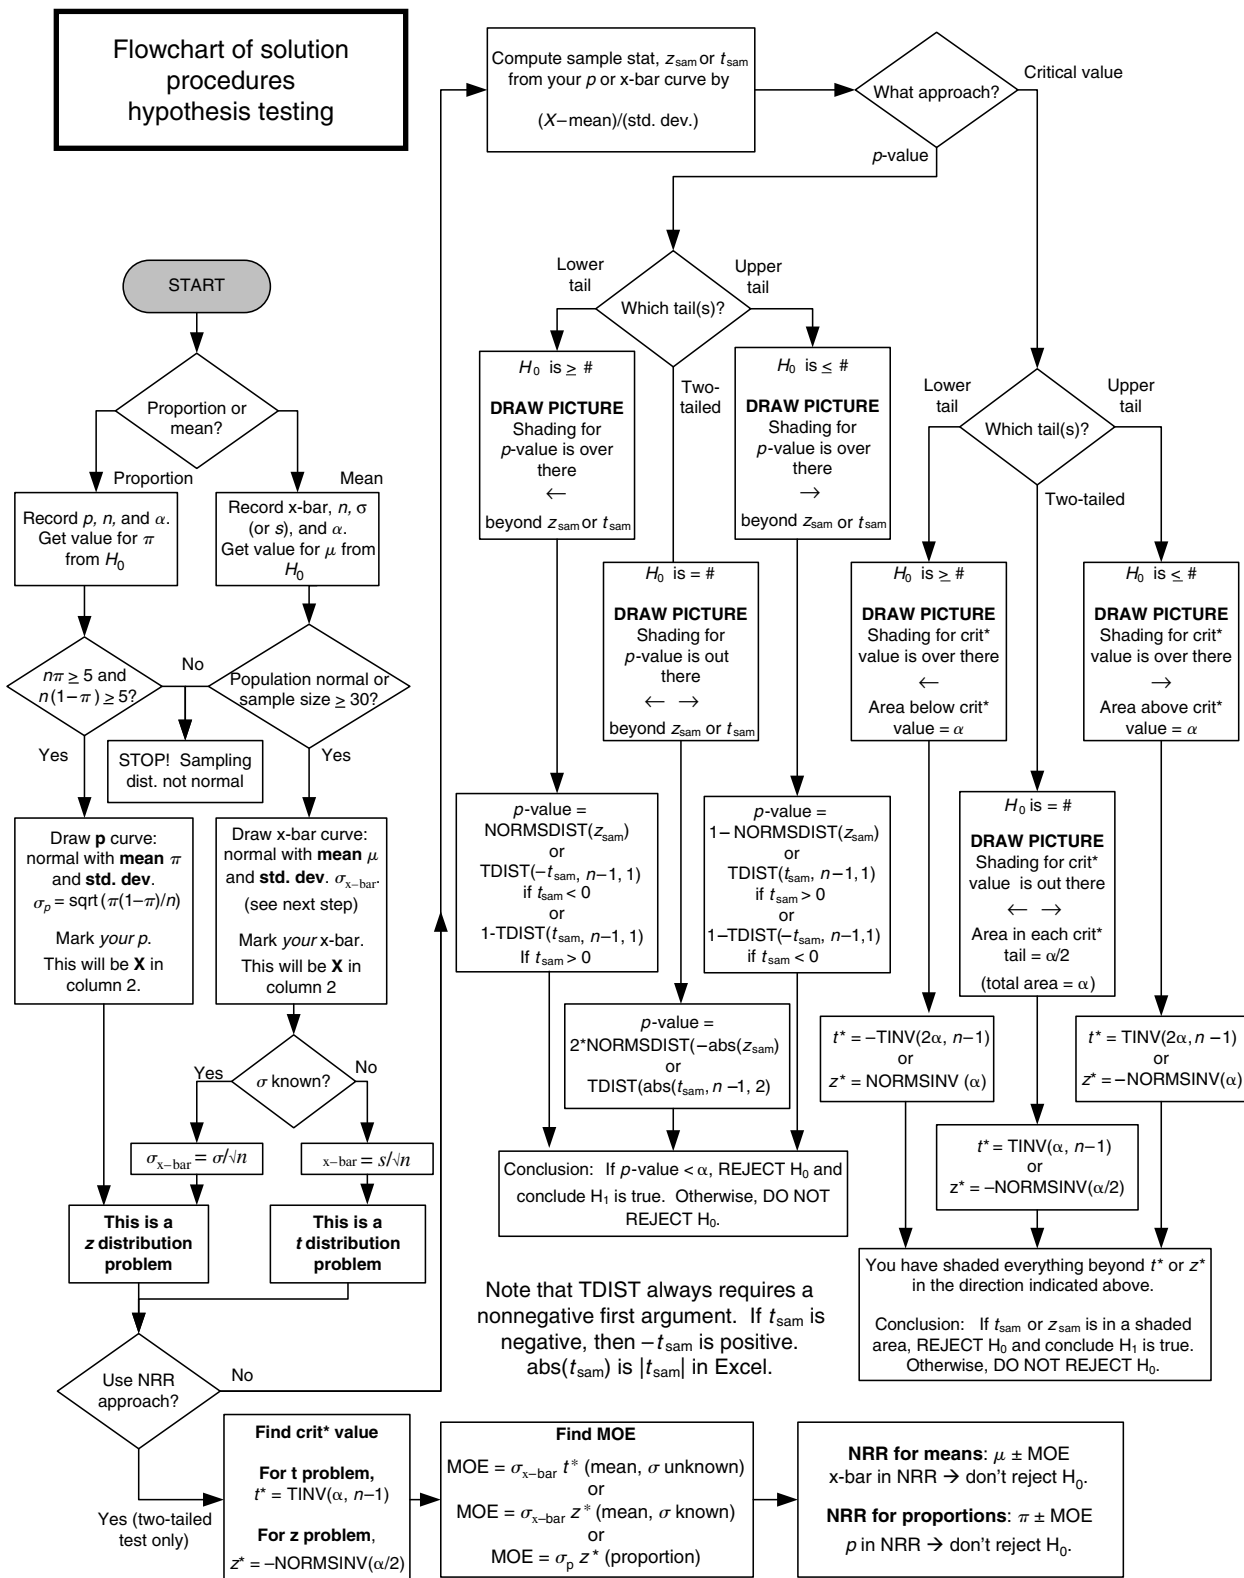 Flowchart of solution
procedures
hypothesis testing
START
Proportion or
mean?
Proportion
Mean
Record p, n, and α.
Get value for π
from H₀
Record x-bar, n, σ
(or s), and α.
Get value for μ from
H₀
nπ ≥ 5 and
n(1−π) ≥ 5?
No
Population normal or
sample size ≥ 30?
Yes
Yes
STOP! Sampling
dist. not normal
Draw p curve:
normal with mean π
and std. dev.
σₚ = sqrt (π(1−π)/n)
Mark your p.
This will be X in
column 2.
Draw x-bar curve:
normal with mean μ
and std. dev. σx−bar.
(see next step)
Mark your x-bar.
This will be X in
column 2
Yes
σ known?
No
σx−bar = σ/√n
x−bar = s/√n
This is a
z distribution
problem
This is a
t distribution
problem
Use NRR
approach?
No
Yes (two-tailed
test only)
Find crit* value
For t problem,
t* = TINV(α, n−1)
For z problem,
z* = −NORMSINV(α/2)
Find MOE
MOE = σx−bar t* (mean, σ unknown)
or
MOE = σx−bar z* (mean, σ known)
or
MOE = σp z* (proportion)
NRR for means: μ ± MOE
x-bar in NRR → don't reject H₀.
NRR for proportions: π ± MOE
p in NRR → don't reject H₀.
Compute sample stat, zsam or tsam
from your p or x-bar curve by
(X−mean)/(std. dev.)
What approach?
Critical value
p-value
Lower
tail
Which tail(s)?
Upper
tail
Two-
tailed
H₀ is ≥ #
DRAW PICTURE
Shading for
p-value is over
there
←
beyond zsam or tsam
H₀ is ≤ #
DRAW PICTURE
Shading for
p-value is over
there
→
beyond zsam or tsam
H₀ is = #
DRAW PICTURE
Shading for
p-value is out
there
← →
beyond zsam or tsam
p-value =
NORMSDIST(zsam)
or
TDIST(−tsam, n−1, 1)
if tsam < 0
or
1-TDIST(tsam, n−1, 1)
If tsam > 0
p-value =
1− NORMSDIST(zsam)
or
TDIST(tsam, n−1, 1)
if tsam > 0
or
1−TDIST(−tsam, n−1,1)
if tsam < 0
p-value =
2*NORMSDIST(−abs(zsam)
or
TDIST(abs(tsam, n −1, 2)
Conclusion: If p-value < α, REJECT H₀ and
conclude H₁ is true. Otherwise, DO NOT
REJECT H₀.
Note that TDIST always requires a
nonnegative first argument. If tsam is
negative, then −tsam is positive.
abs(tsam) is |tsam| in Excel.
Lower
tail
Which tail(s)?
Upper
tail
Two-tailed
H₀ is ≥ #
DRAW PICTURE
Shading for crit*
value is over there
←
Area below crit*
value = α
H₀ is ≤ #
DRAW PICTURE
Shading for crit*
value is over there
→
Area above crit*
value = α
H₀ is = #
DRAW PICTURE
Shading for crit*
value is out there
← →
Area in each crit*
tail = α/2
(total area = α)
t* = −TINV(2α, n−1)
or
z* = NORMSINV (α)
t* = TINV(2α, n −1)
or
z* = −NORMSINV(α)
t* = TINV(α, n−1)
or
z* = −NORMSINV(α/2)
You have shaded everything beyond t* or z*
in the direction indicated above.
Conclusion: If tsam or zsam is in a shaded
area, REJECT H₀ and conclude H₁ is true.
Otherwise, DO NOT REJECT H₀.